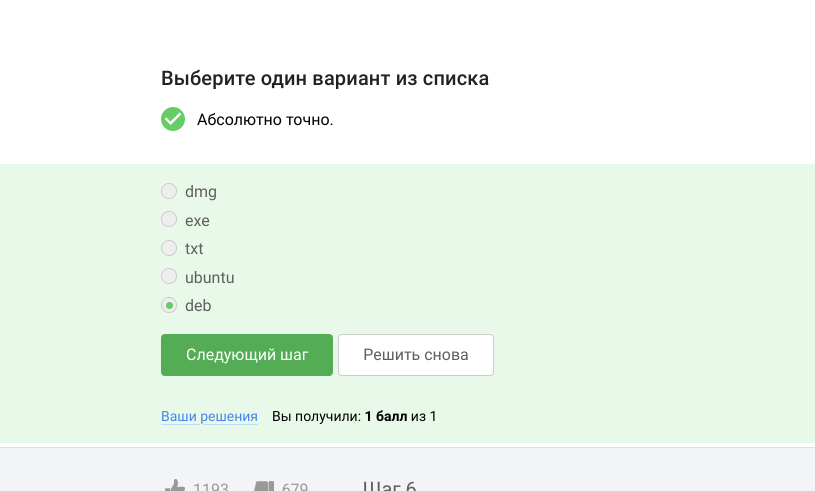 Выберите один вариант из списка
Абсолютно точно.
dmg
exe
txt
ubuntu
deb
Следующий шаг Решить снова
Ваши решения Вы получили: 1 балл из 1
1193 679 Шаг 6